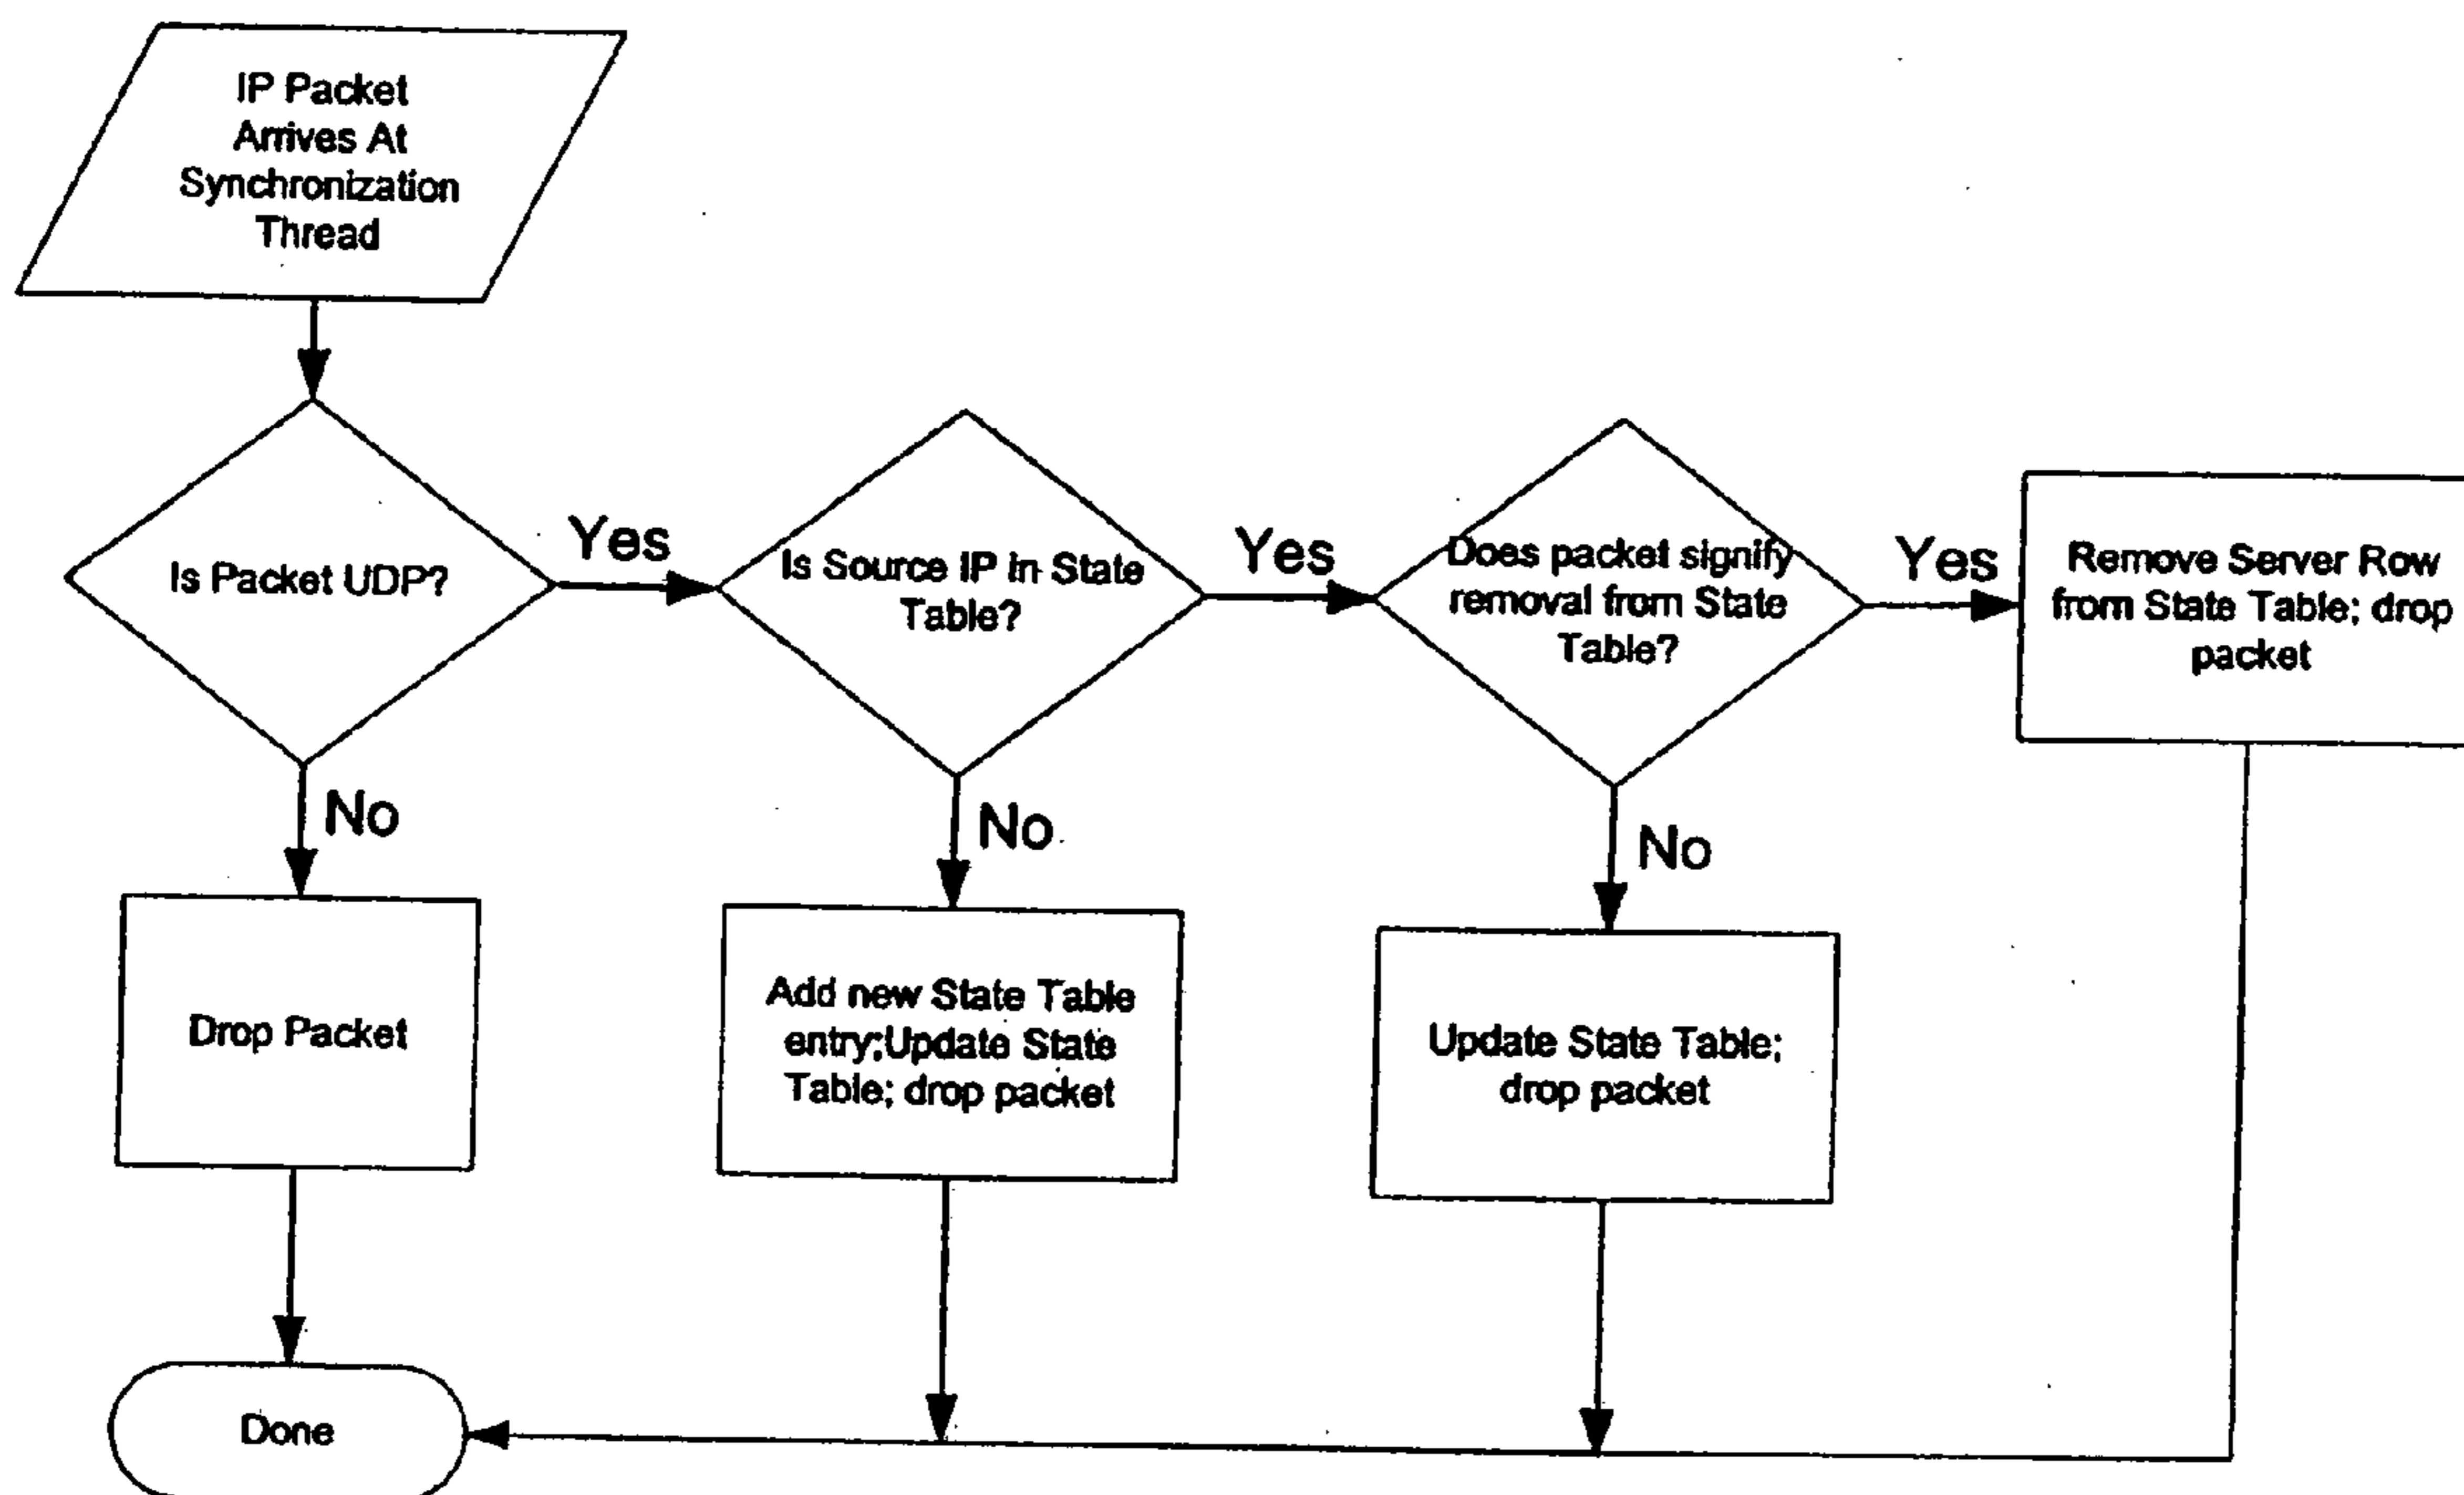 IP Packet
Arrives At
Synchronization
Thread
Is Packet UDP?
Yes
Is Source IP in State
Table?
Yes
Does packet signify
removal from State
Table?
Yes
Remove Server Row
from State Table; drop
packet
No
No
No
Drop Packet
Add new State Table
entry;Update State
Table; drop packet
Update State Table;
drop packet
Done